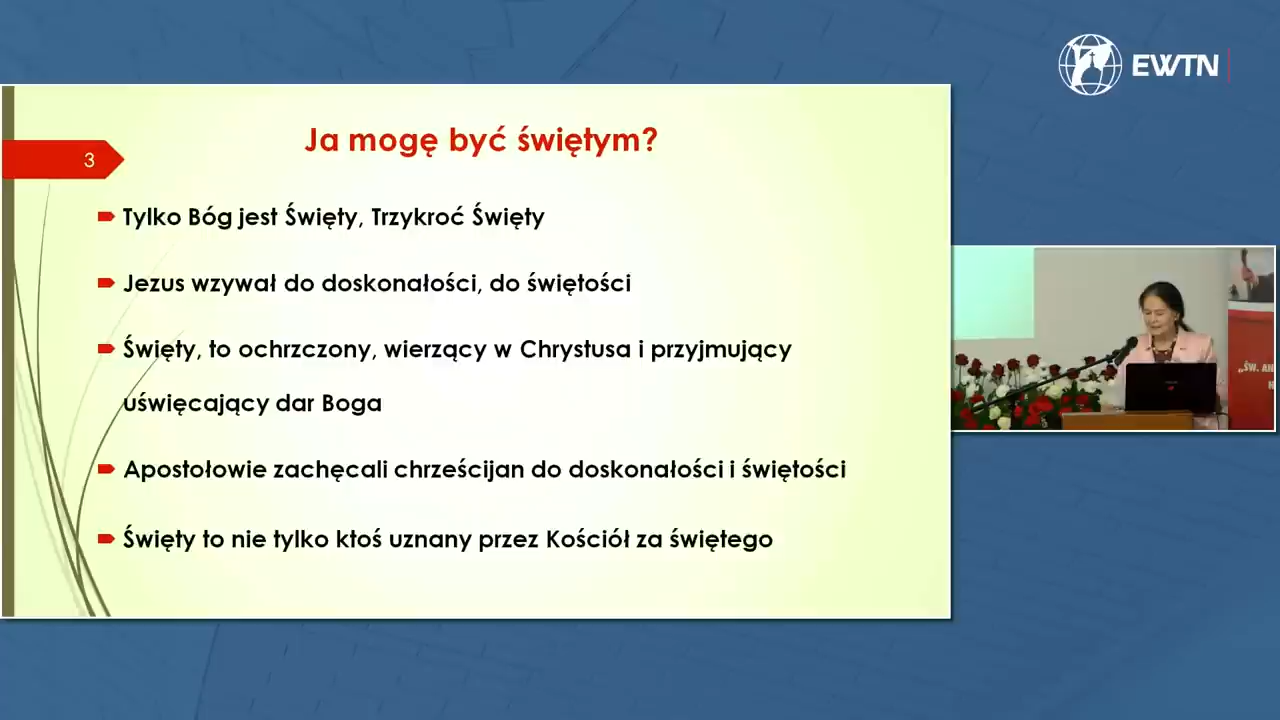 EWTN
3
Ja mogę być świętym?
Tylko Bóg jest Święty, Trzykroć Święty
Jezus wzywał do doskonałości, do świętości
Święty, to ochrzczony, wierzący w Chrystusa i przyjmujący
uświęcający dar Boga
Apostołowie zachęcali chrześcijan do doskonałości i świętości
Święty to nie tylko ktoś uznany przez Kościół za świętego
„ŚW. AN